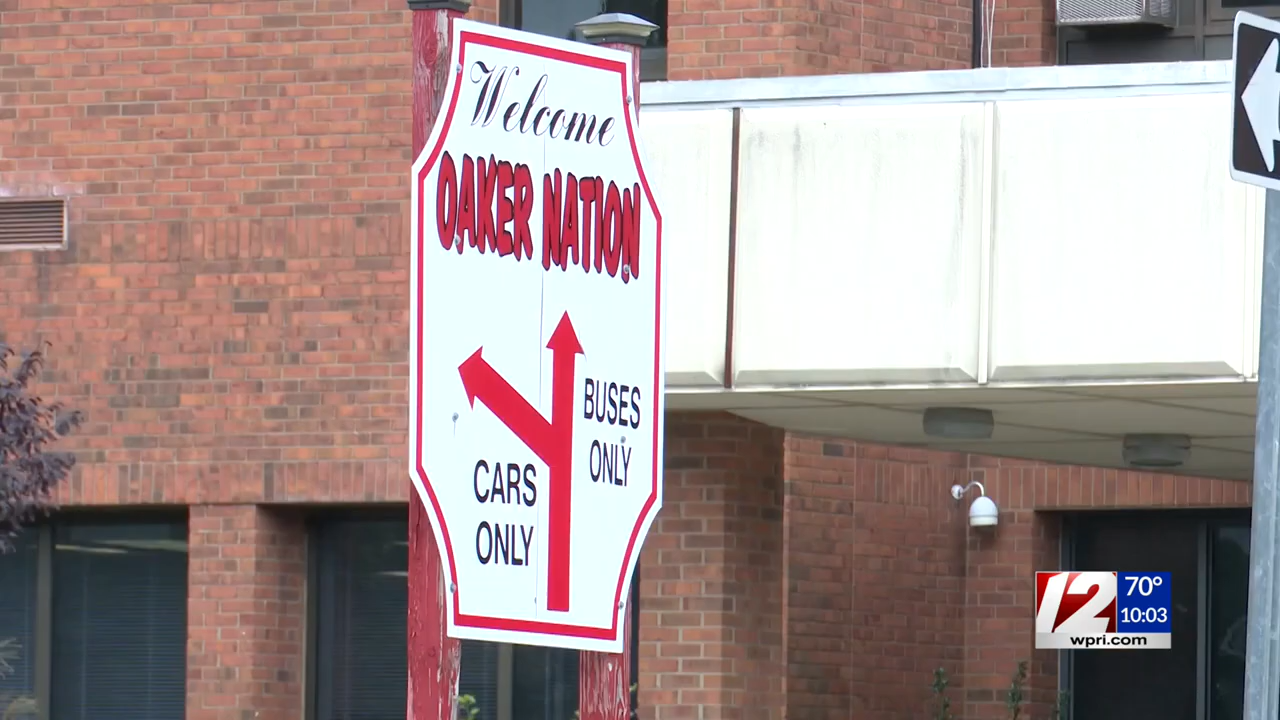 Welcome
OAKER NATION
BUSES
ONLY
CARS
ONLY
12
70°
10:03
wpri.com